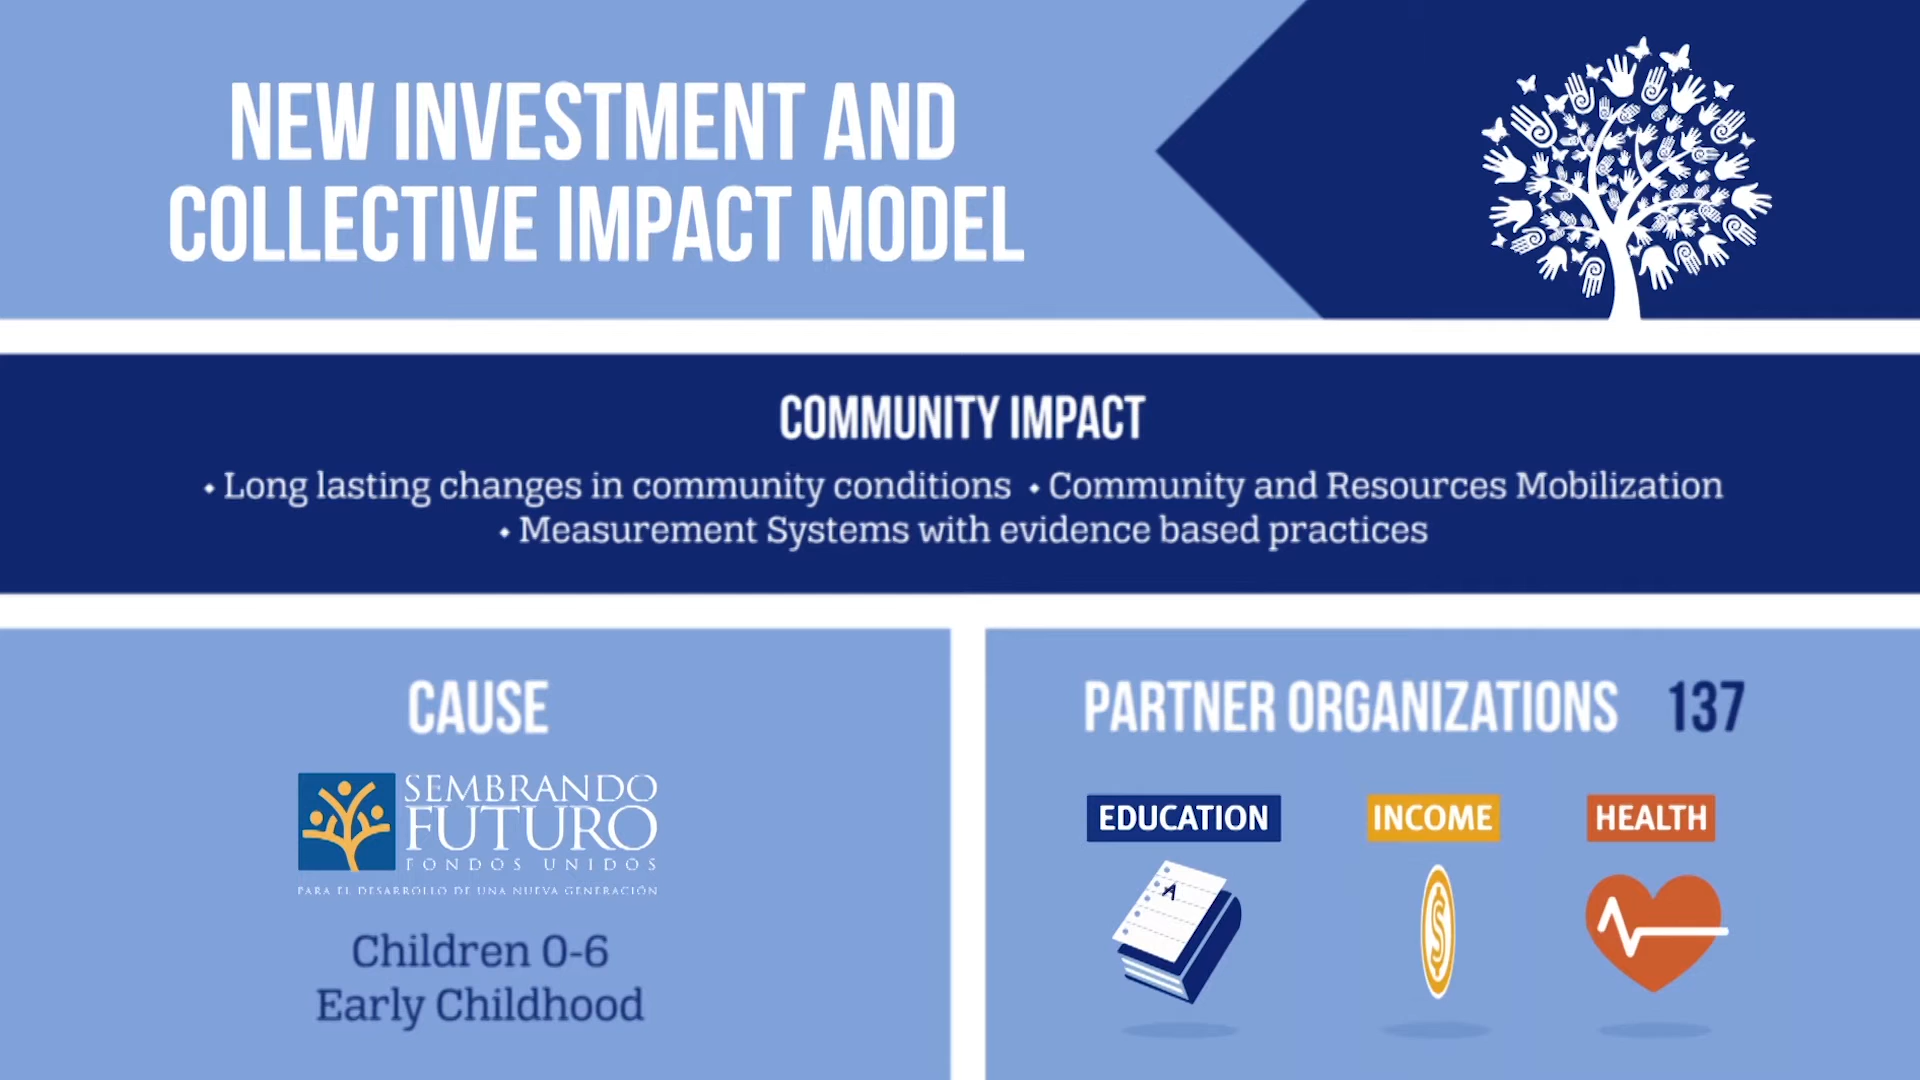 NEW INVESTMENT AND
COLLECTIVE IMPACT MODEL
COMMUNITY IMPACT
• Long lasting changes in community conditions • Community and Resources Mobilization
• Measurement Systems with evidence based practices
CAUSE
SEMBRANDO
FUTURO
FONDOS UNIDOS
PARA EL DESARROLLO DE UNA NUEVA GENERACIÓN
Children 0-6
Early Childhood
PARTNER ORGANIZATIONS 137
EDUCATION INCOME HEALTH
A
$